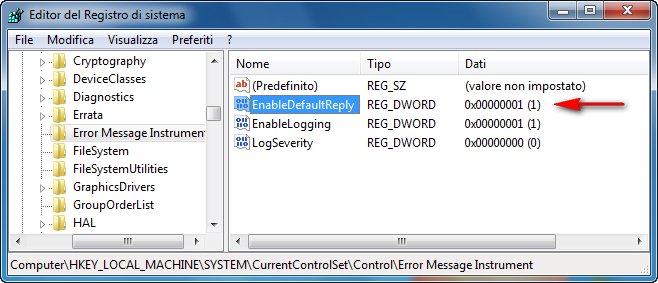 Editor del Registro di sistema
File Modifica Visualizza Preferiti ?
Cryptography
DeviceClasses
Diagnostics
Errata
Error Message Instrument
FileSystem
FileSystemUtilities
GraphicsDrivers
GroupOrderList
HAL
Nome Tipo Dati
ab (Predefinito) REG_SZ (valore non impostato)
EnableDefaultReply REG_DWORD 0x00000001 (1)
EnableLogging REG_DWORD 0x00000001 (1)
LogSeverity REG_DWORD 0x00000000 (0)
Computer\HKEY_LOCAL_MACHINE\SYSTEM\CurrentControlSet\Control\Error Message Instrument